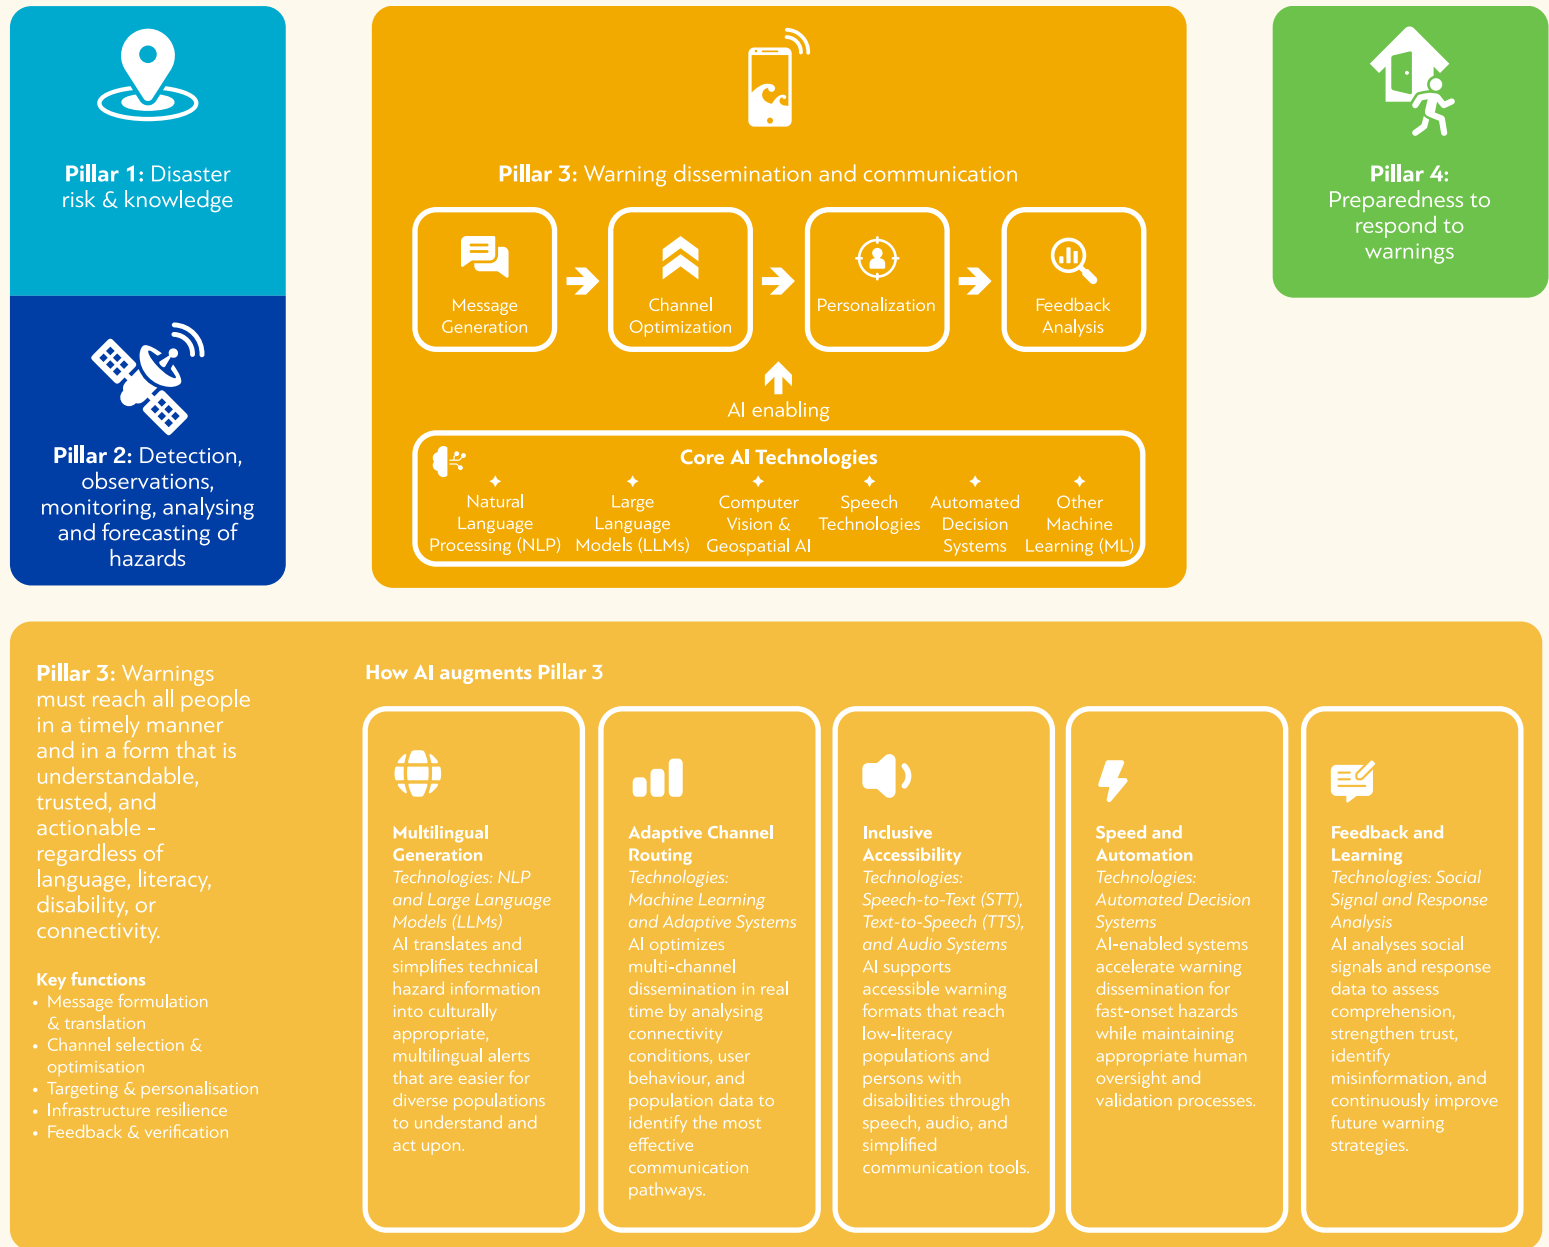 Pillar 1: Disaster
risk & knowledge
Pillar 2: Detection,
observations,
monitoring, analysing
and forecasting of
hazards
Pillar 3: Warning dissemination and communication
Message
Generation
Channel
Optimization
Personalization
Feedback
Analysis
AI enabling
Core AI Technologies
Natural
Language
Processing (NLP)
Large
Language
Models (LLMs)
Computer
Vision &
Geospatial AI
Speech
Technologies
Automated
Decision
Systems
Other
Machine
Learning (ML)
Pillar 4:
Preparedness to
respond to
warnings
Pillar 3: Warnings
must reach all people
in a timely manner
and in a form that is
understandable,
trusted, and
actionable -
regardless of
language, literacy,
disability, or
connectivity.
Key functions
• Message formulation
& translation
• Channel selection &
optimisation
• Targeting & personalisation
• Infrastructure resilience
• Feedback & verification
How AI augments Pillar 3
Multilingual
Generation
Technologies: NLP
and Large Language
Models (LLMs)
AI translates and
simplifies technical
hazard information
into culturally
appropriate,
multilingual alerts
that are easier for
diverse populations
to understand and
act upon.
Adaptive Channel
Routing
Technologies:
Machine Learning
and Adaptive Systems
AI optimizes
multi-channel
dissemination in real
time by analysing
connectivity
conditions, user
behaviour, and
population data to
identify the most
effective
communication
pathways.
Inclusive
Accessibility
Technologies:
Speech-to-Text (STT),
Text-to-Speech (TTS),
and Audio Systems
AI supports
accessible warning
formats that reach
low-literacy
populations and
persons with
disabilities through
speech, audio, and
simplified
communication tools.
Speed and
Automation
Technologies:
Automated Decision
Systems
AI-enabled systems
accelerate warning
dissemination for
fast-onset hazards
while maintaining
appropriate human
oversight and
validation processes.
Feedback and
Learning
Technologies: Social
Signal and Response
Analysis
AI analyses social
signals and response
data to assess
comprehension,
strengthen trust,
identify
misinformation, and
continuously improve
future warning
strategies.